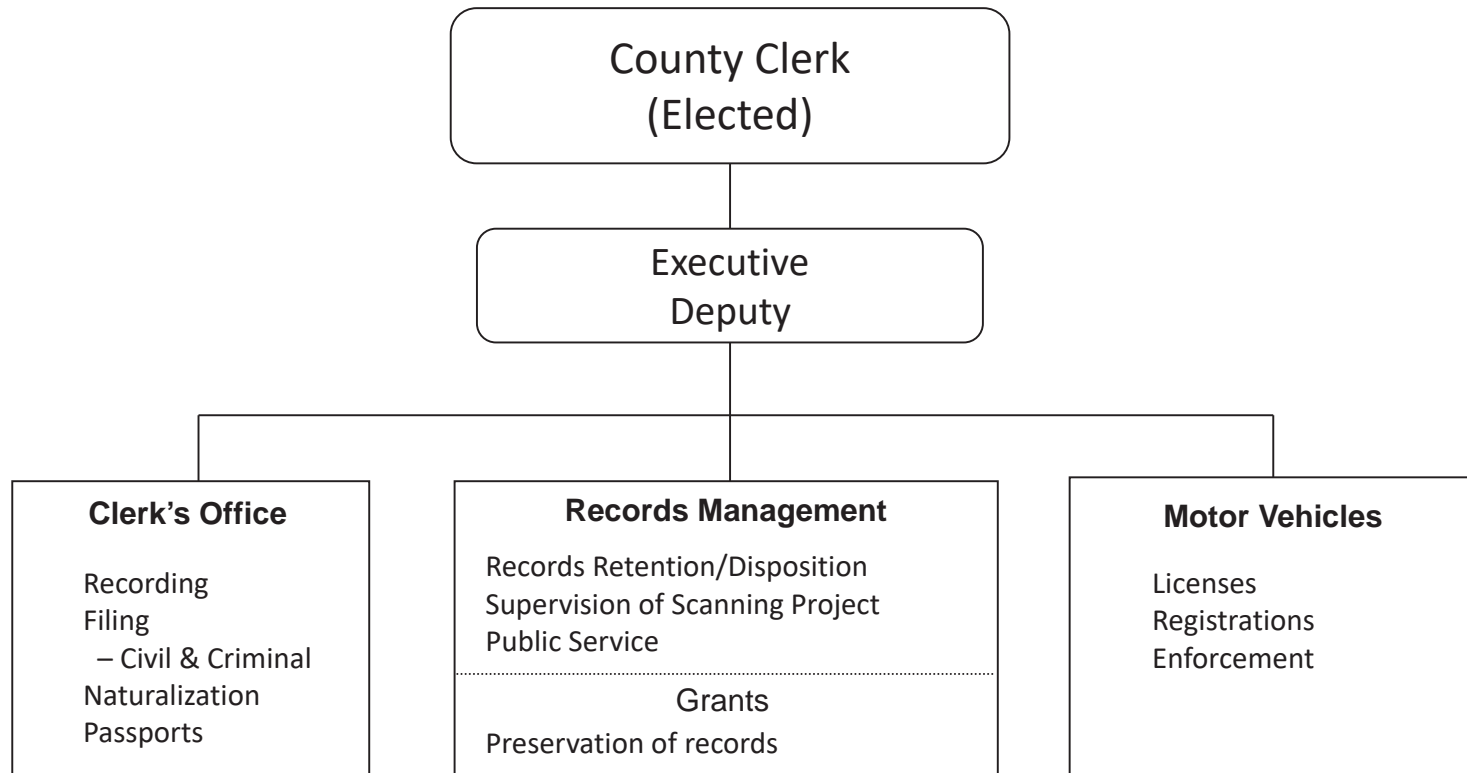 County Clerk
(Elected)
Executive
Deputy
Clerk’s Office
Recording
Filing
– Civil & Criminal
Naturalization
Passports
Records Management
Records Retention/Disposition
Supervision of Scanning Project
Public Service
Grants
Preservation of records
Motor Vehicles
Licenses
Registrations
Enforcement